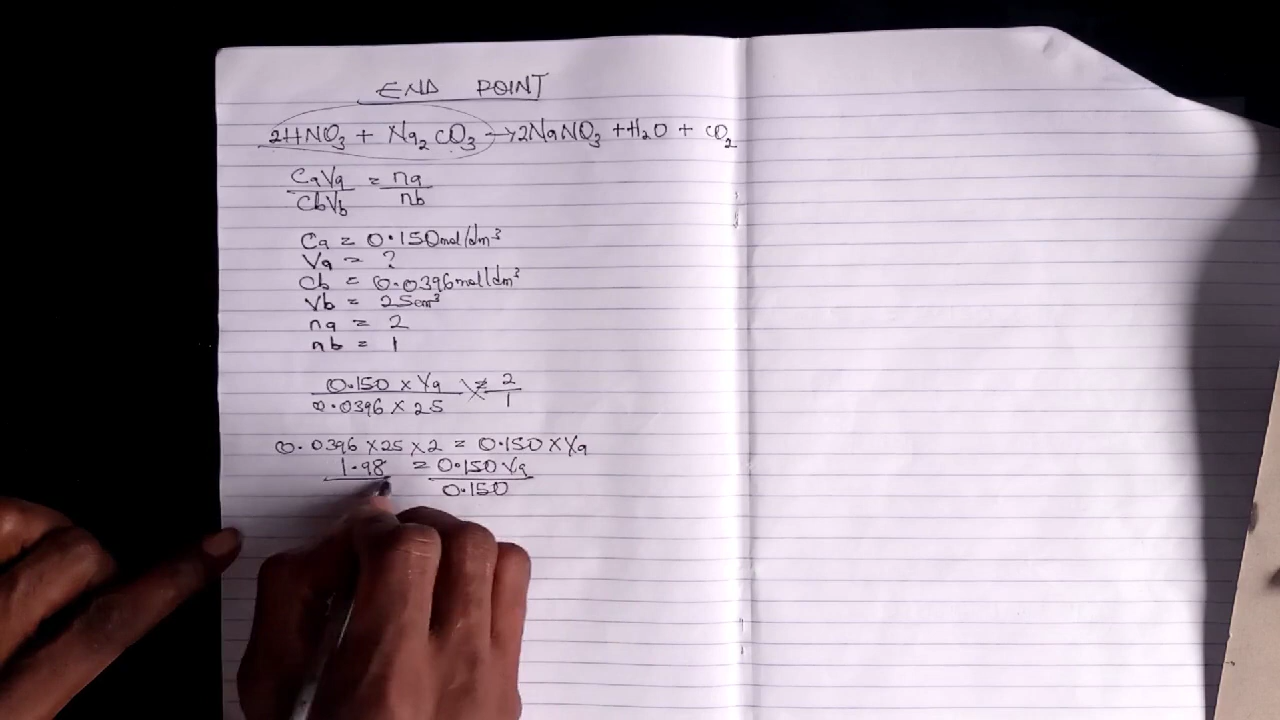 END POINT
2HNO₃ + Na₂CO₃ → 2NaNO₃ + H₂O + CO₂
CaVa = na
CbVb nb
Ca = 0.150mol/dm³
Va = ?
Cb = 0.0396mol/dm³
Vb = 25cm³
na = 2
nb = 1
0.150 × Va = 2
0.0396 × 25 1
0.0396 × 25 × 2 = 0.150 × Va
1.98 = 0.150 Va
0.150